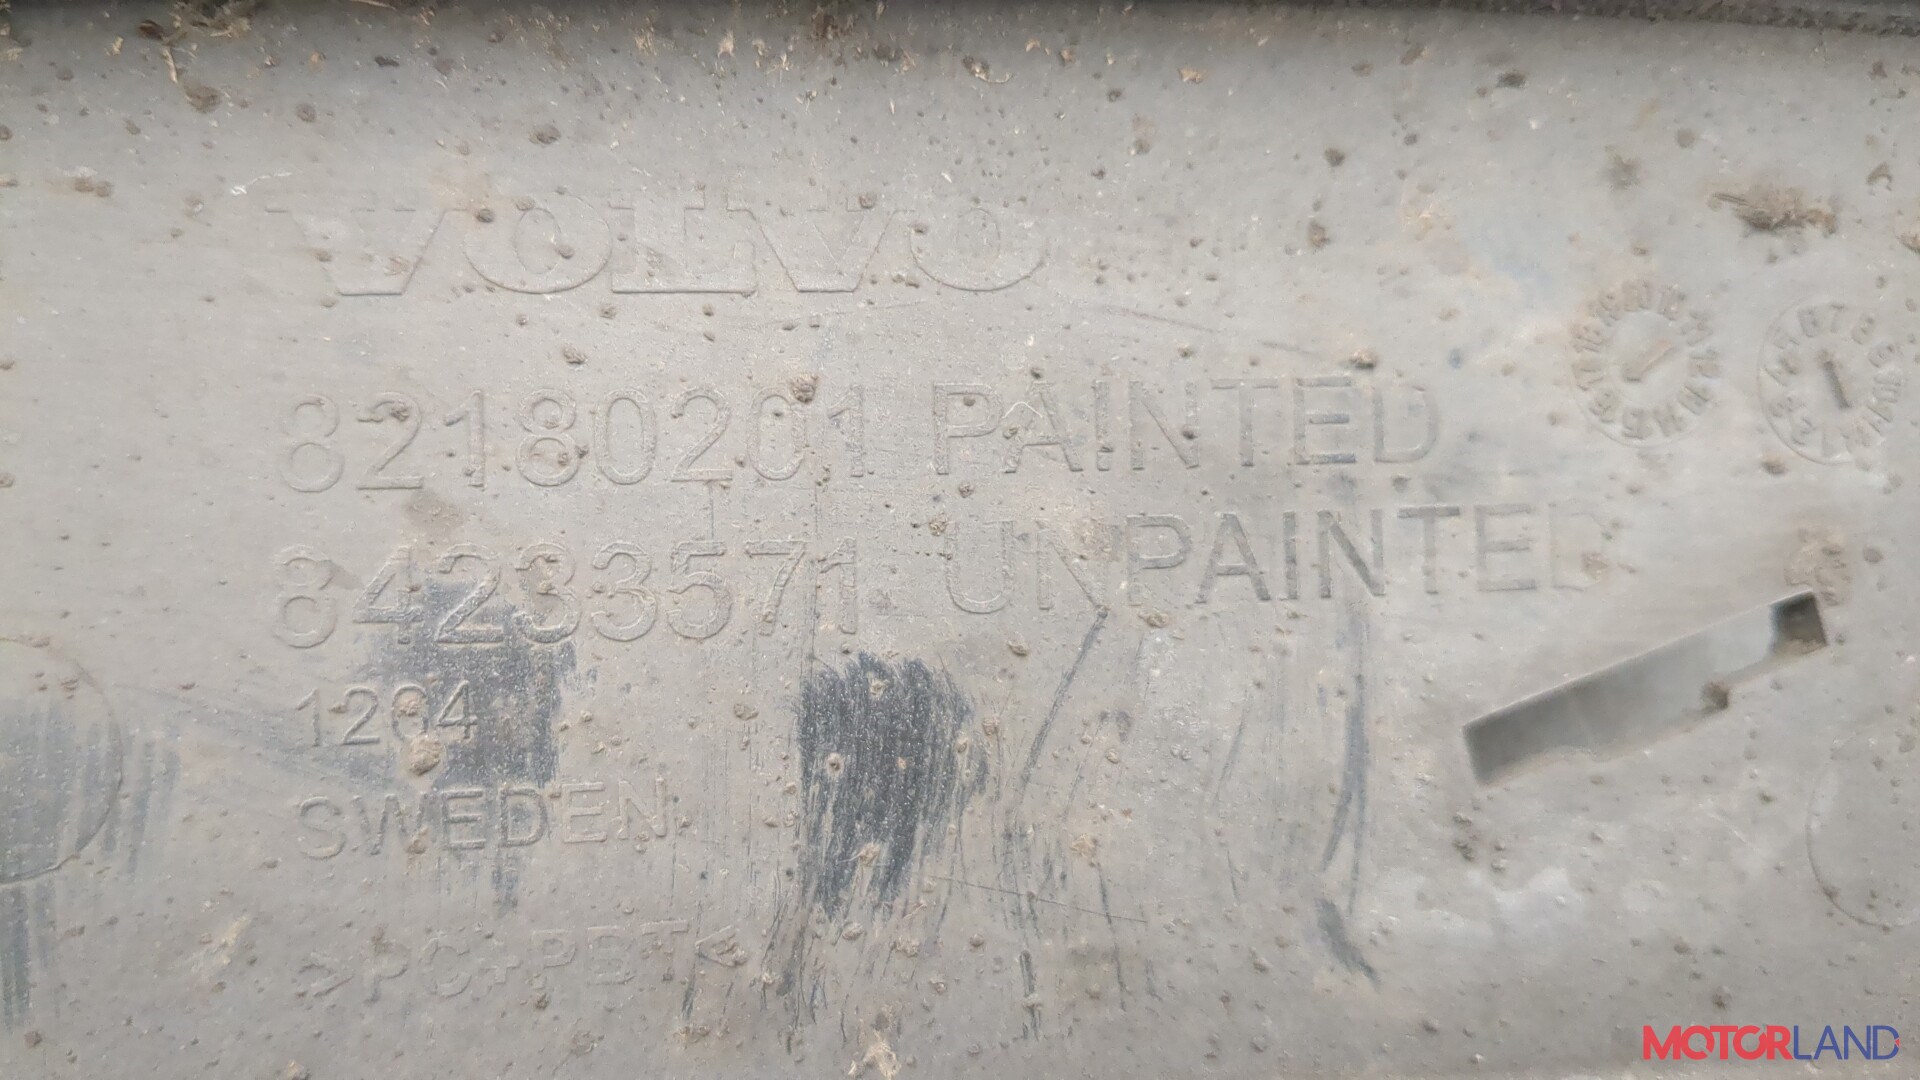 VOLVO
82180201 PAINTED
84233571 UNPAINTED
1204
SWEDEN
>PC+PBT<
MOTORLAND